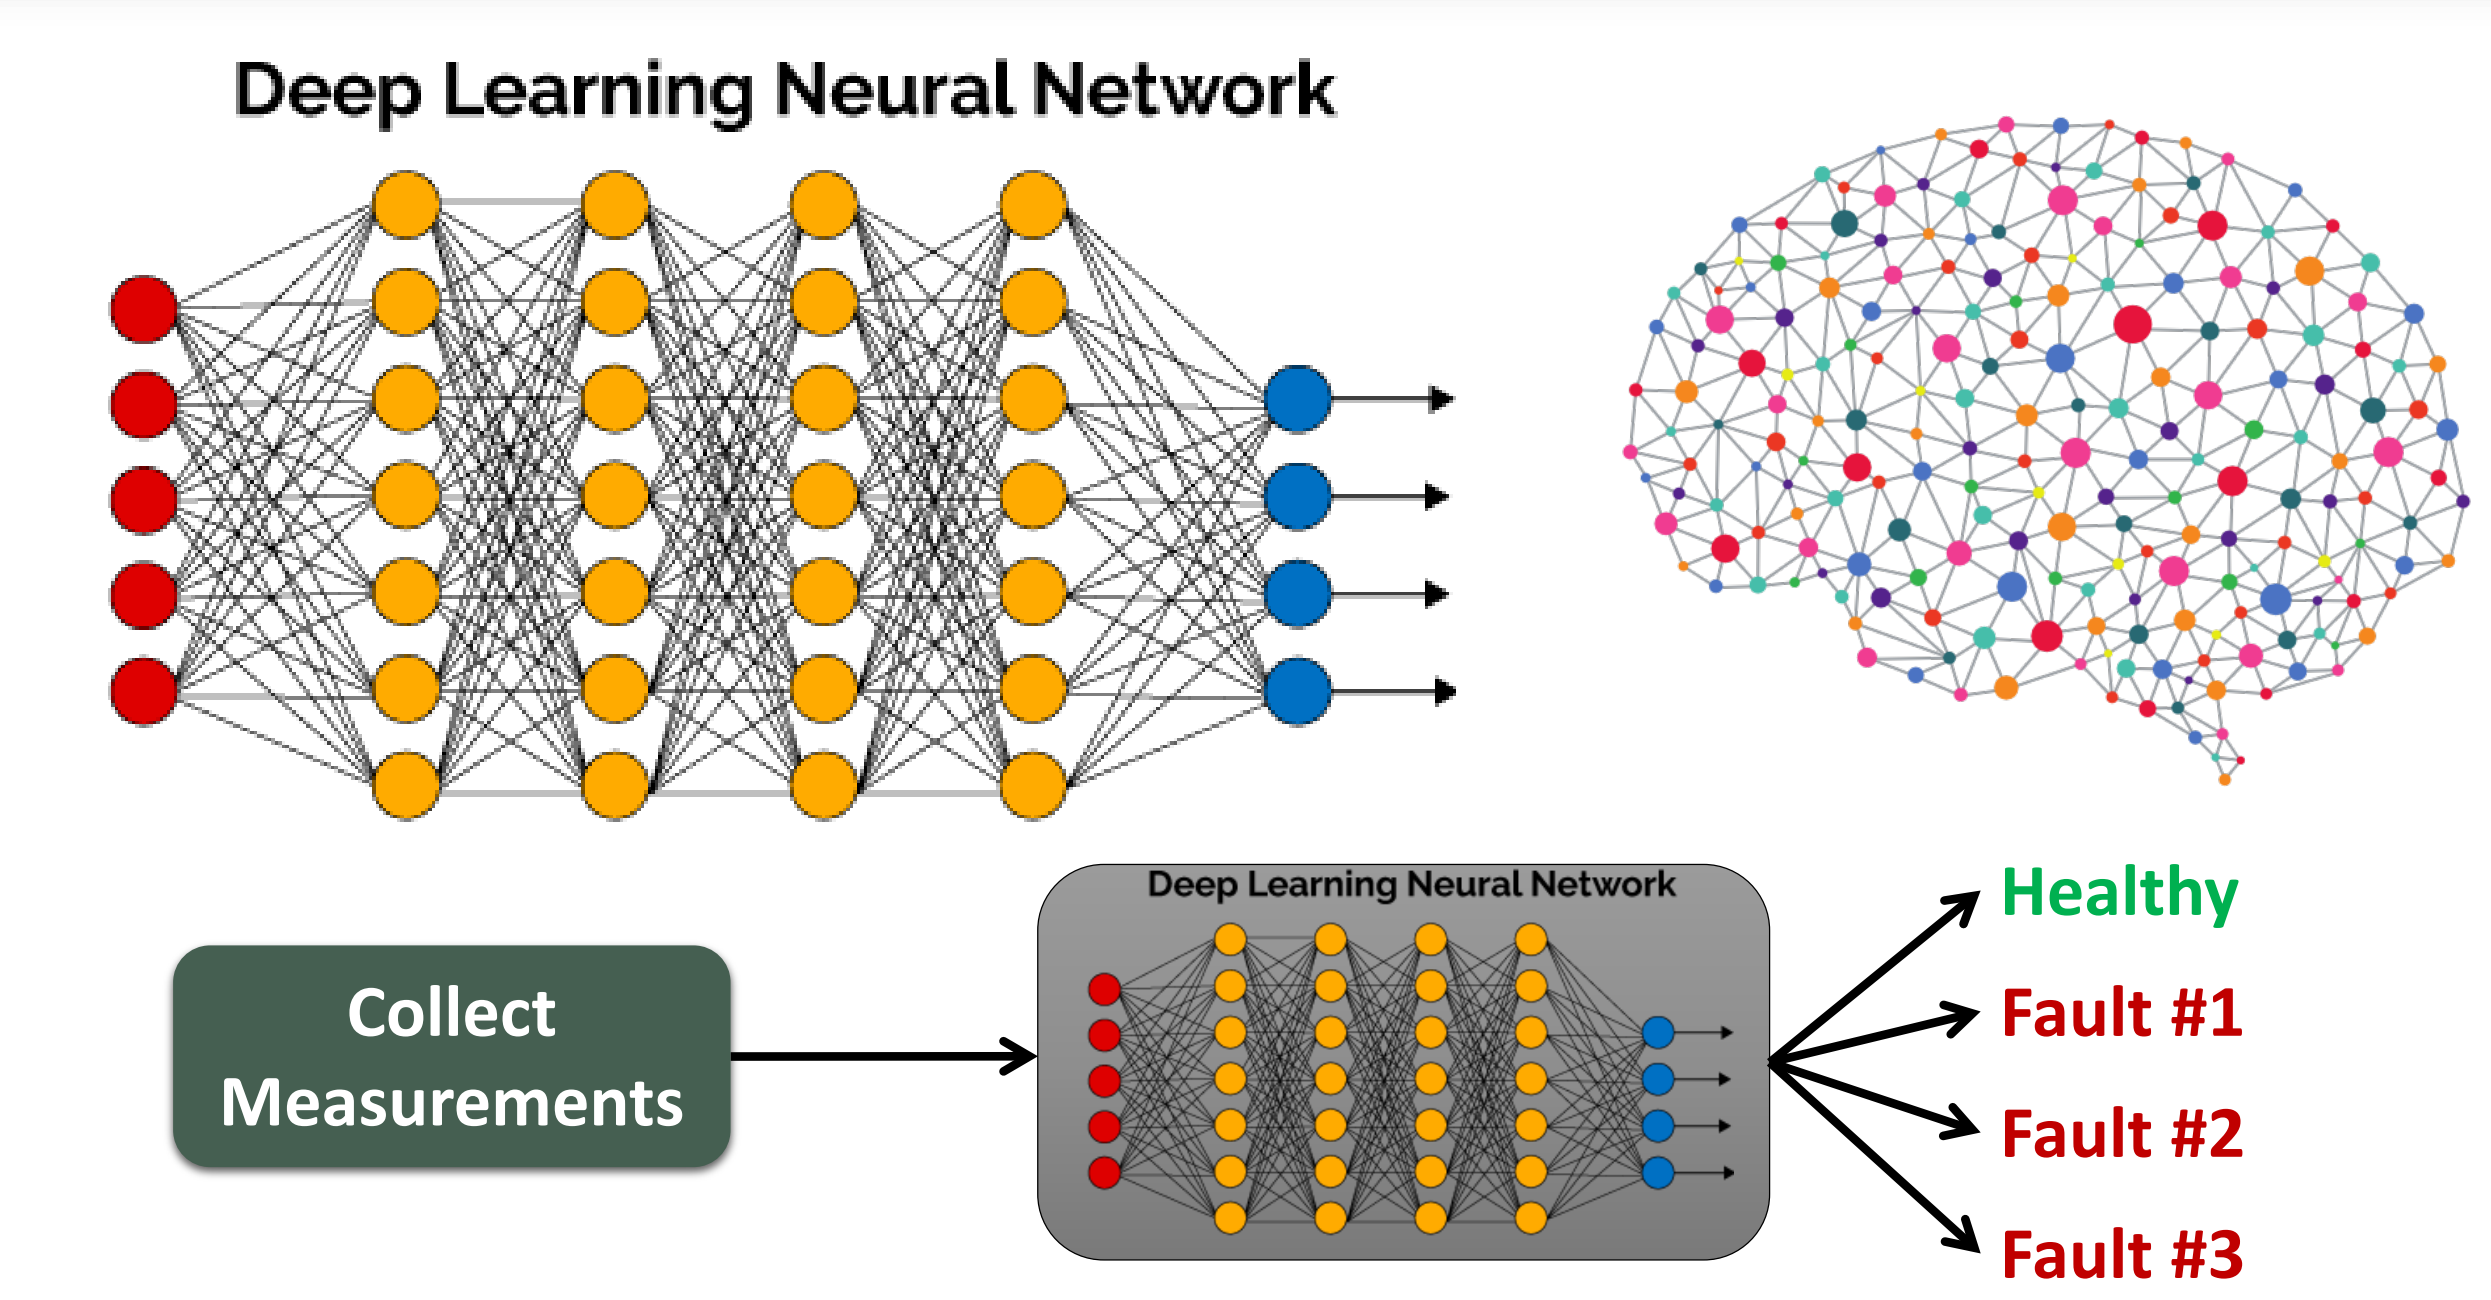 Deep Learning Neural Network
Collect
Measurements
Deep Learning Neural Network
Healthy
Fault #1
Fault #2
Fault #3